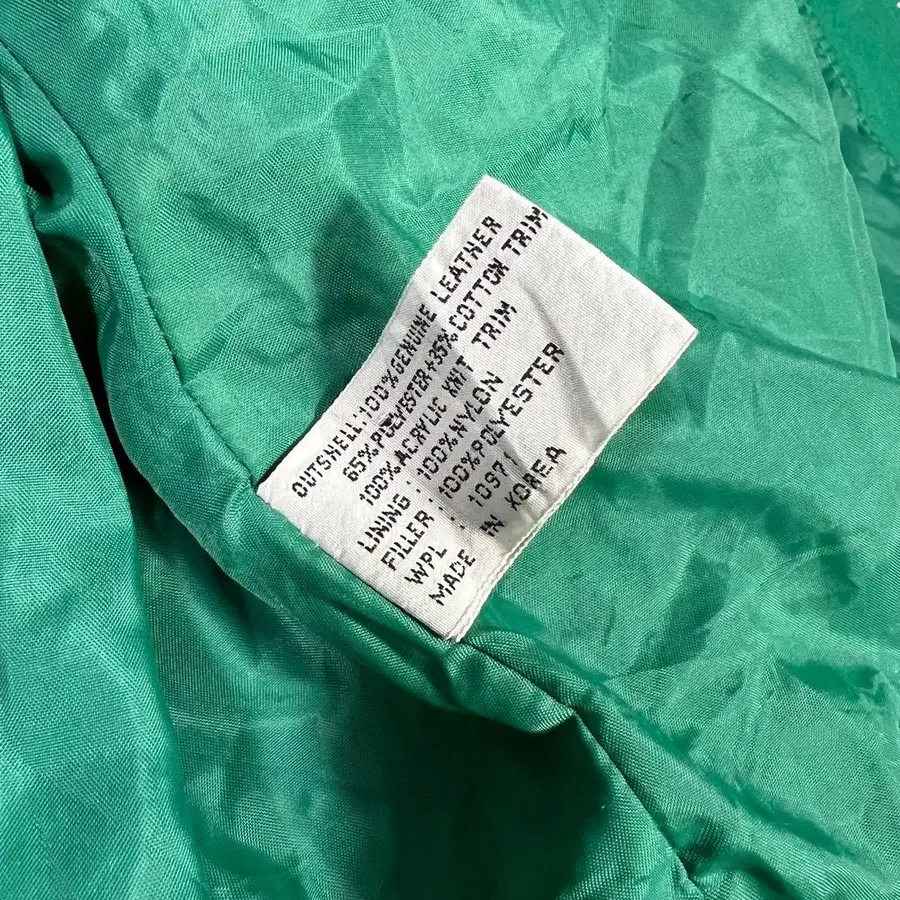 OUTSHELL:100%GENUINE LEATHER
65%POLYESTER+35%COTTON TRIM
100%ACRYLIC KNIT TRIM
LINING : 100%NYLON
FILLER : 100%POLYESTER
WPL : 10971
MADE IN KOREA